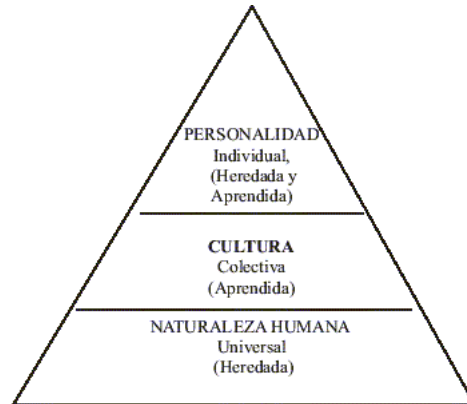 PERSONALIDAD
Individual,
(Heredada y
Aprendida)
CULTURA
Colectiva
(Aprendida)
NATURALEZA HUMANA
Universal
(Heredada)